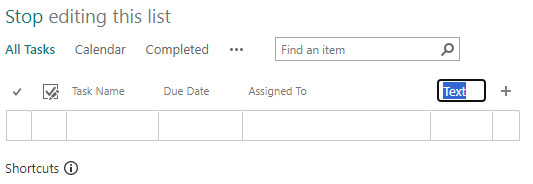 Stop editing this list
All Tasks Calendar Completed •••
Find an item
Task Name Due Date Assigned To Text
Shortcuts